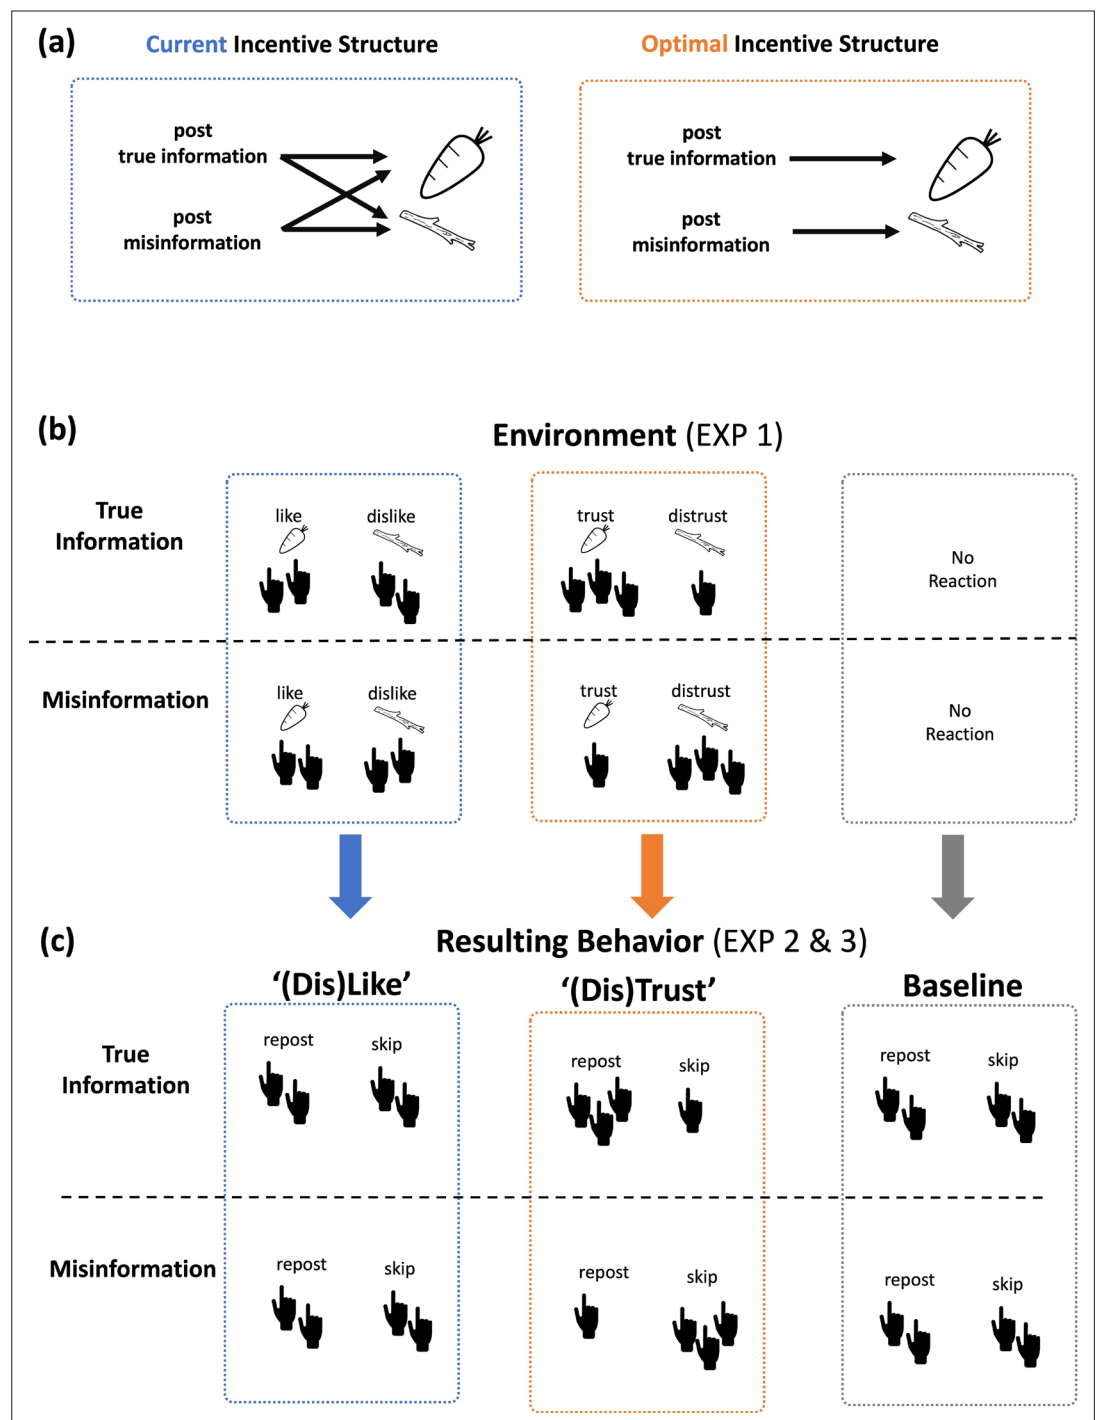 (a)
Current Incentive Structure
Optimal Incentive Structure
post
true information
post
misinformation
post
true information
post
misinformation
(b)
Environment (EXP 1)
True
Information
like
dislike
trust
distrust
No
Reaction
Misinformation
like
dislike
trust
distrust
No
Reaction
(c)
Resulting Behavior (EXP 2 & 3)
‘(Dis)Like’
‘(Dis)Trust’
Baseline
True
Information
repost
skip
repost
skip
repost
skip
Misinformation
repost
skip
repost
skip
repost
skip